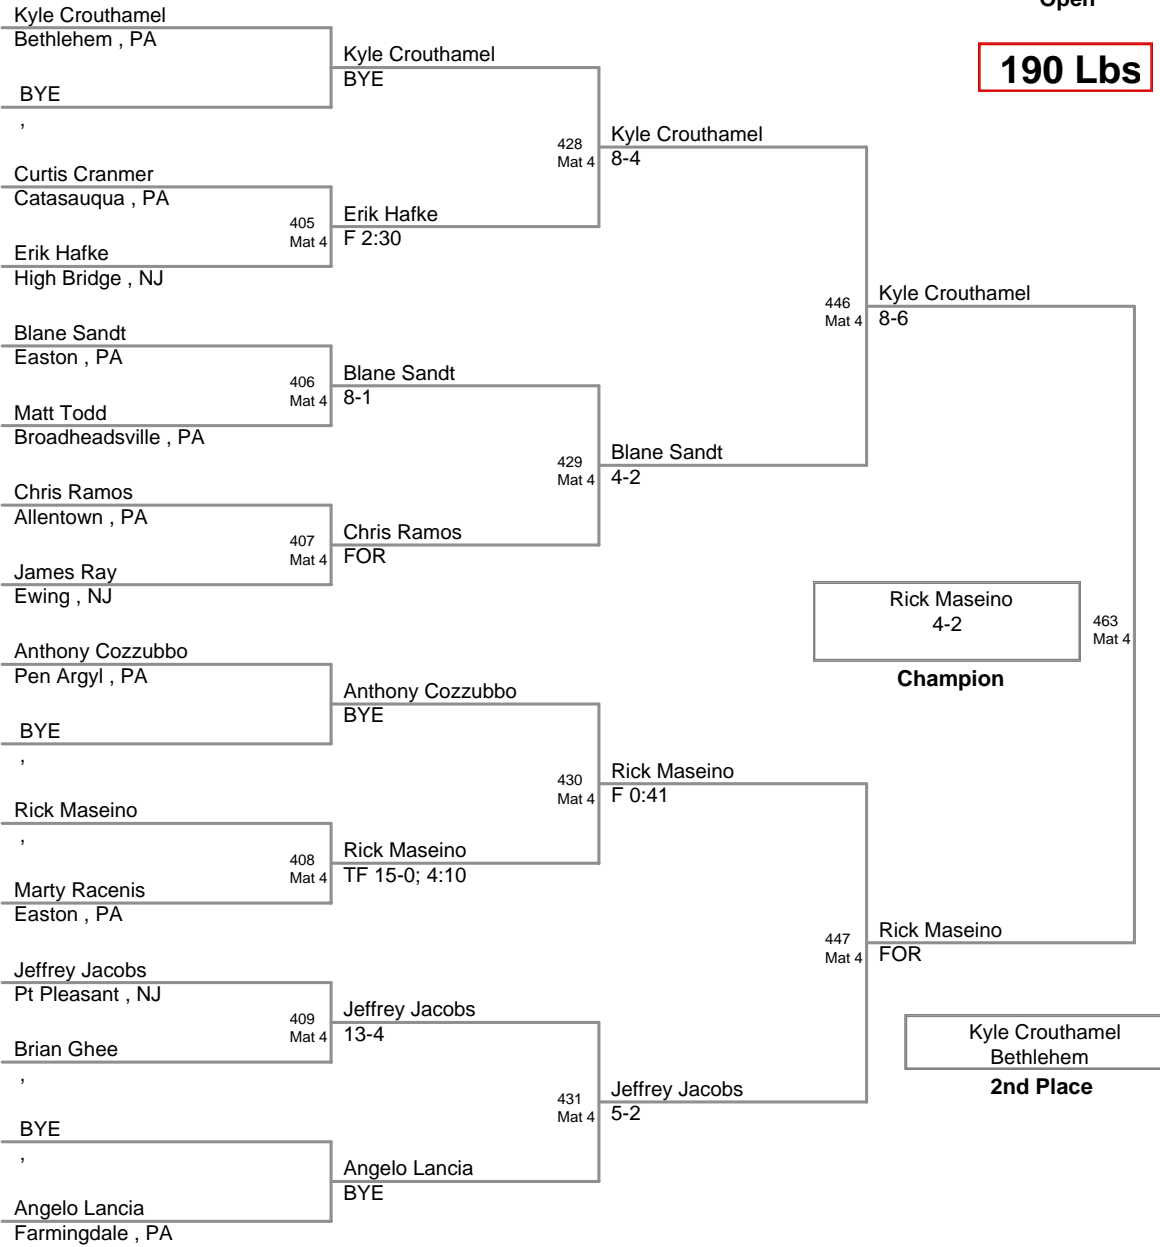 Open
190 Lbs
Kyle Crouthamel
Bethlehem , PA
BYE
,
Curtis Cranmer
Catasauqua , PA
Erik Hafke
High Bridge , NJ
Blane Sandt
Easton , PA
Matt Todd
Broadheadsville , PA
Chris Ramos
Allentown , PA
James Ray
Ewing , NJ
Anthony Cozzubbo
Pen Argyl , PA
BYE
,
Rick Maseino
,
Marty Racenis
Easton , PA
Jeffrey Jacobs
Pt Pleasant , NJ
Brian Ghee
,
BYE
,
Angelo Lancia
Farmingdale , PA
Kyle Crouthamel
BYE
405
Mat 4
Erik Hafke
F 2:30
406
Mat 4
Blane Sandt
8-1
407
Mat 4
Chris Ramos
FOR
Anthony Cozzubbo
BYE
408
Mat 4
Rick Maseino
TF 15-0; 4:10
409
Mat 4
Jeffrey Jacobs
13-4
Angelo Lancia
BYE
428
Mat 4
Kyle Crouthamel
8-4
429
Mat 4
Blane Sandt
4-2
430
Mat 4
Rick Maseino
F 0:41
431
Mat 4
Jeffrey Jacobs
5-2
446
Mat 4
Kyle Crouthamel
8-6
447
Mat 4
Rick Maseino
FOR
463
Mat 4
Rick Maseino
4-2
Champion
Kyle Crouthamel
Bethlehem
2nd Place